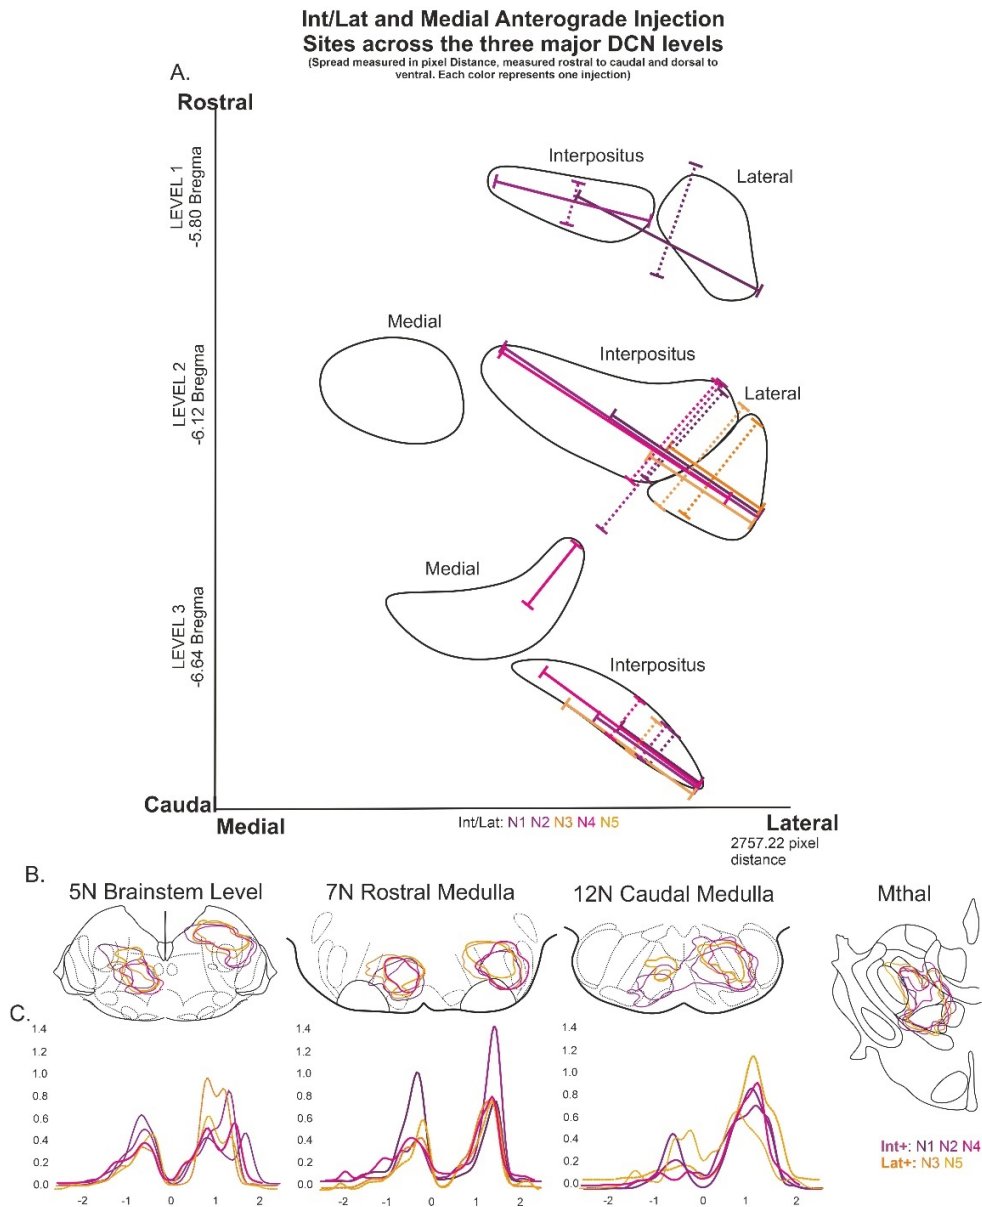 Int/Lat and Medial Anterograde Injection
Sites across the three major DCN levels
(Spread measured in pixel Distance, measured rostral to caudal and dorsal to
ventral. Each color represents one injection)
A.
Rostral
LEVEL 1
-5.80 Bregma
Interpositus
Lateral
LEVEL 2
-6.12 Bregma
Medial
Interpositus
Lateral
LEVEL 3
-6.64 Bregma
Medial
Interpositus
Caudal
Medial
Int/Lat: N1 N2 N3 N4 N5
Lateral
2757.22 pixel
distance
B.
5N Brainstem Level
7N Rostral Medulla
12N Caudal Medulla
Mthal
C.
1.4
1.2
1.0
0.8
0.6
0.4
0.2
0.0
-2 -1 0 1 2
1.4
1.2
1.0
0.8
0.6
0.4
0.2
0.0
-2 -1 0 1 2
1.4
1.2
1.0
0.8
0.6
0.4
0.2
0.0
-2 -1 0 1 2
Int+: N1 N2 N4
Lat+: N3 N5